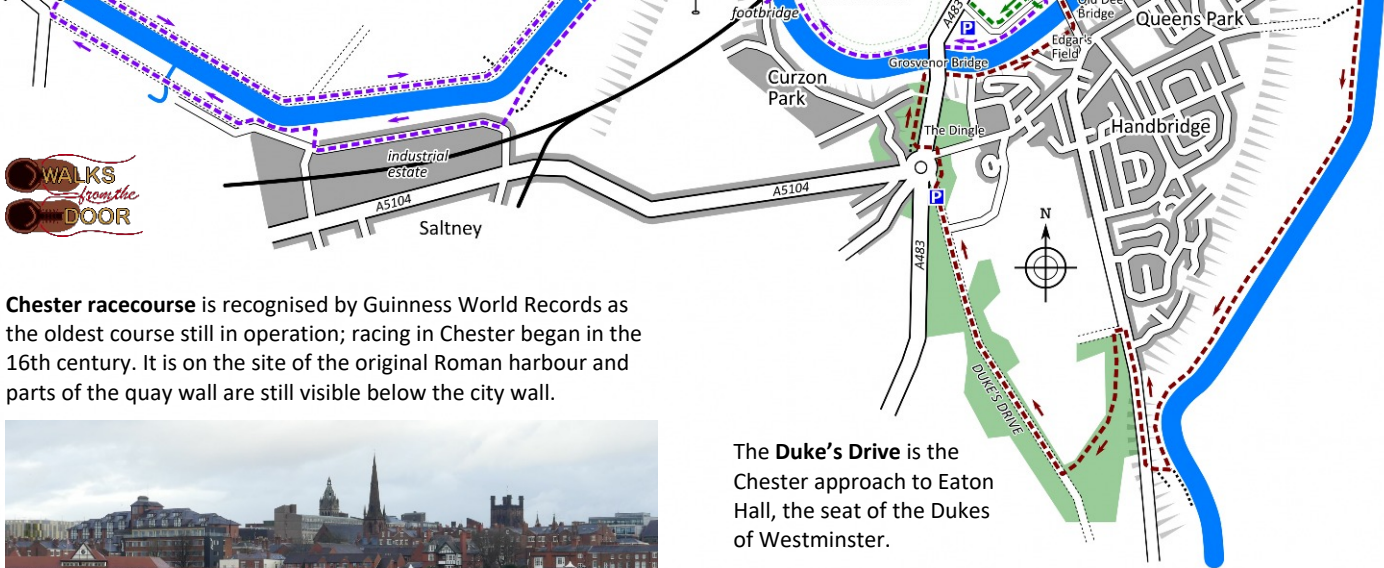 footbridge
A483
P
Old Dee
Bridge
Queens Park
Edgar's
Field
Grosvenor Bridge
Curzon
Park
The Dingle
Handbridge
industrial
estate
A5104
A5104
P
Saltney
N
A483
DUKE'S DRIVE
WALKS
from the
DOOR
Chester racecourse is recognised by Guinness World Records as
the oldest course still in operation; racing in Chester began in the
16th century. It is on the site of the original Roman harbour and
parts of the quay wall are still visible below the city wall.
The Duke’s Drive is the
Chester approach to Eaton
Hall, the seat of the Dukes
of Westminster.